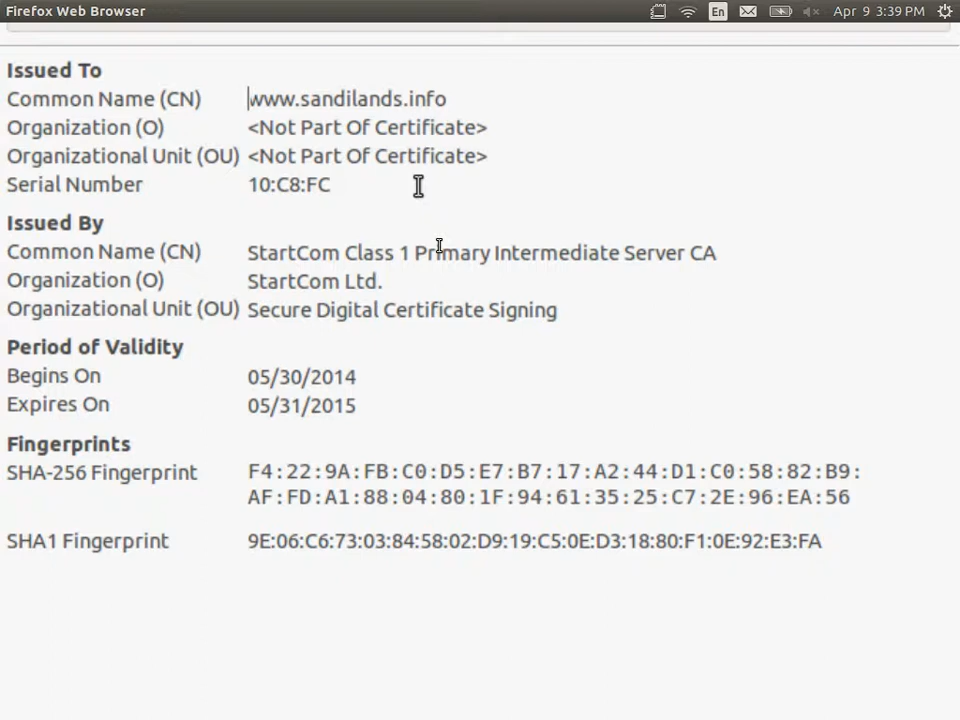 Firefox Web Browser
En
Apr 9 3:39 PM
Issued To
Common Name (CN) www.sandilands.info
Organization (O) <Not Part Of Certificate>
Organizational Unit (OU) <Not Part Of Certificate>
Serial Number 10:C8:FC
Issued By
Common Name (CN) StartCom Class 1 Primary Intermediate Server CA
Organization (O) StartCom Ltd.
Organizational Unit (OU) Secure Digital Certificate Signing
Period of Validity
Begins On 05/30/2014
Expires On 05/31/2015
Fingerprints
SHA-256 Fingerprint F4:22:9A:FB:C0:D5:E7:B7:17:A2:44:D1:C0:58:82:B9:
AF:FD:A1:88:04:80:1F:94:61:35:25:C7:2E:96:EA:56
SHA1 Fingerprint 9E:06:C6:73:03:84:58:02:D9:19:C5:0E:D3:18:80:F1:0E:92:E3:FA